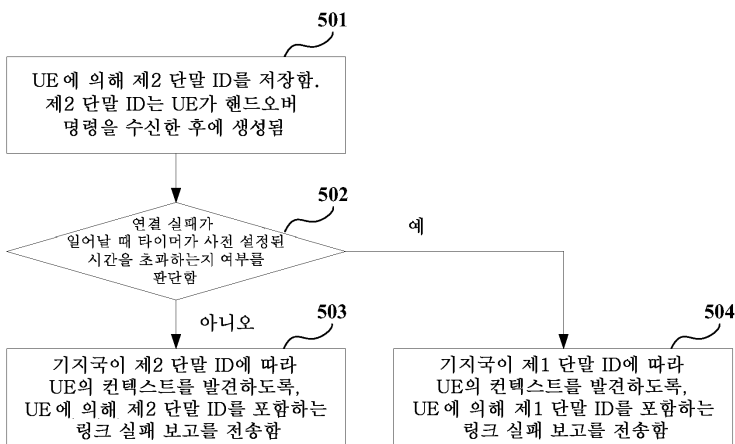 501
UE에 의해 제2 단말 ID를 저장함.
제2 단말 ID는 UE가 핸드오버
명령을 수신한 후에 생성됨
502
연결 실패가
일어날 때 타이머가 사전 설정된
시간을 초과하는지 여부를
판단함
예
아니오
503
기지국이 제2 단말 ID에 따라
UE의 컨텍스트를 발견하도록,
UE에 의해 제2 단말 ID를 포함하는
링크 실패 보고를 전송함
504
기지국이 제1 단말 ID에 따라
UE의 컨텍스트를 발견하도록,
UE에 의해 제1 단말 ID를 포함하는
링크 실패 보고를 전송함